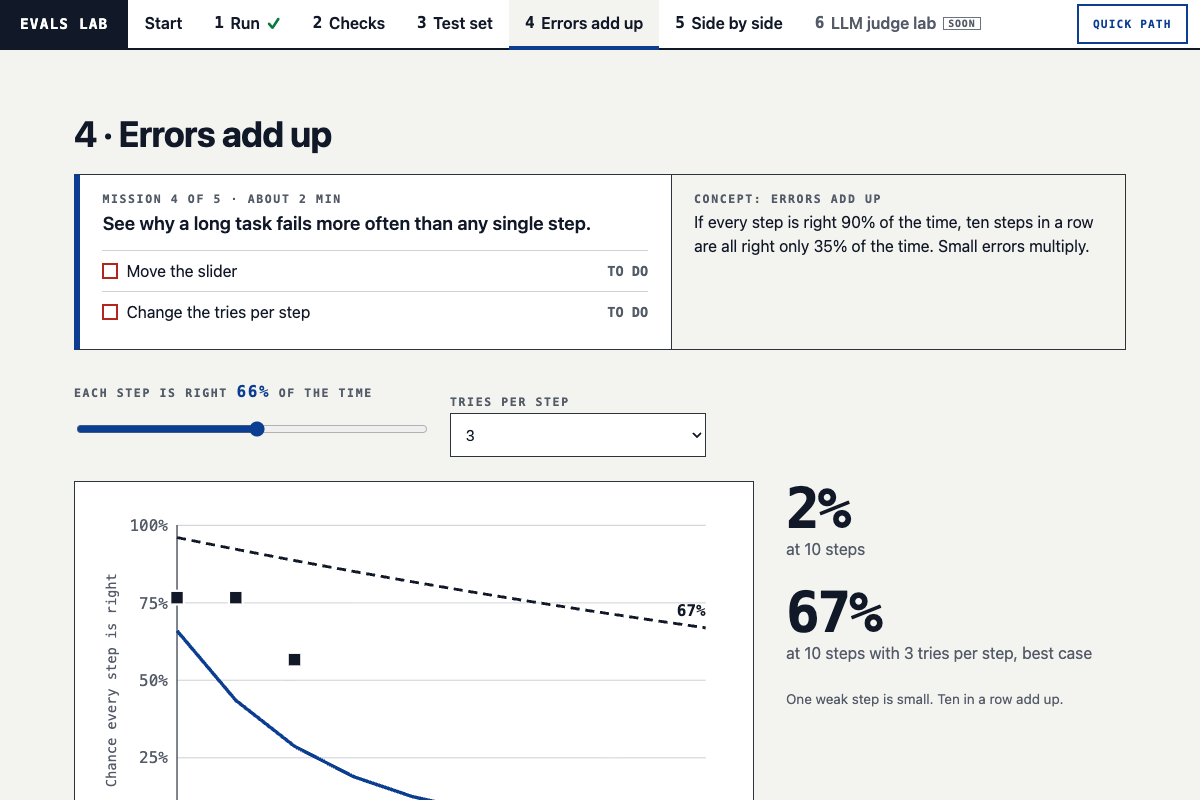 EVALS LAB
Start
1 Run
2 Checks
3 Test set
4 Errors add up
5 Side by side
6 LLM judge lab SOON
QUICK PATH
4 · Errors add up
MISSION 4 OF 5 · ABOUT 2 MIN
See why a long task fails more often than any single step.
Move the slider TO DO
Change the tries per step TO DO
CONCEPT: ERRORS ADD UP
If every step is right 90% of the time, ten steps in a row
are all right only 35% of the time. Small errors multiply.
EACH STEP IS RIGHT 66% OF THE TIME
TRIES PER STEP
3
100%
75%
50%
25%
Chance every step is right
67%
2%
at 10 steps
67%
at 10 steps with 3 tries per step, best case
One weak step is small. Ten in a row add up.